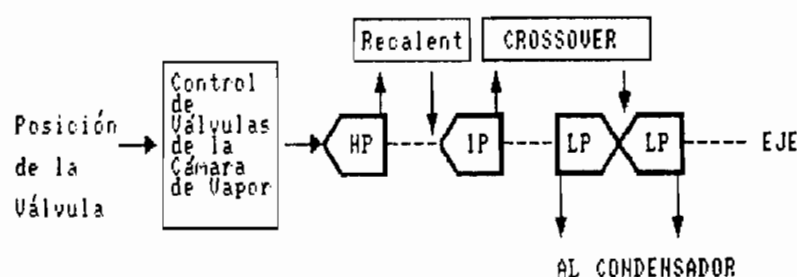 Recalent
CROSSOVER
Control
de
Válvulas
de la
Cámara
de Vapor
Posición
de la
Válvula
HP
IP
LP
LP
EJE
AL CONDENSADOR